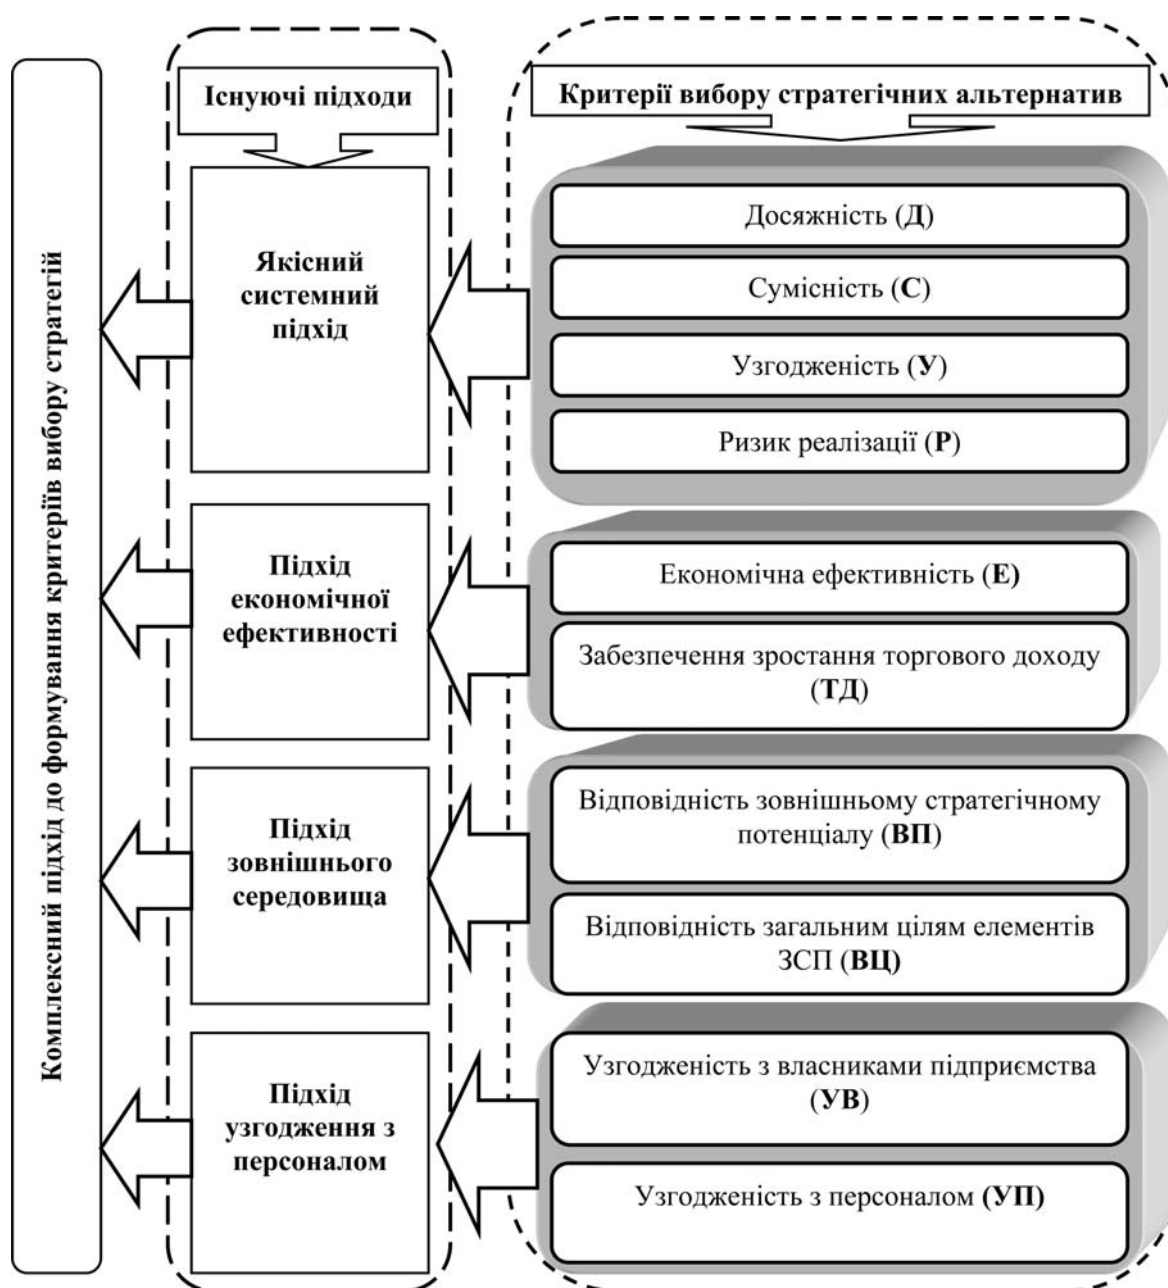 Комплексний підхід до формування критеріїв вибору стратегій
Існуючі підходи
Якісний
системний
підхід
Підхід
економічної
ефективності
Підхід
зовнішнього
середовища
Підхід
узгодження з
персоналом
Критерії вибору стратегічних альтернатив
Досяжність (Д)
Сумісність (С)
Узгодженість (У)
Ризик реалізації (Р)
Економічна ефективність (Е)
Забезпечення зростання торгового доходу
(ТД)
Відповідність зовнішньому стратегічному
потенціалу (ВП)
Відповідність загальним цілям елементів
ЗСП (ВЦ)
Узгодженість з власниками підприємства
(УВ)
Узгодженість з персоналом (УП)